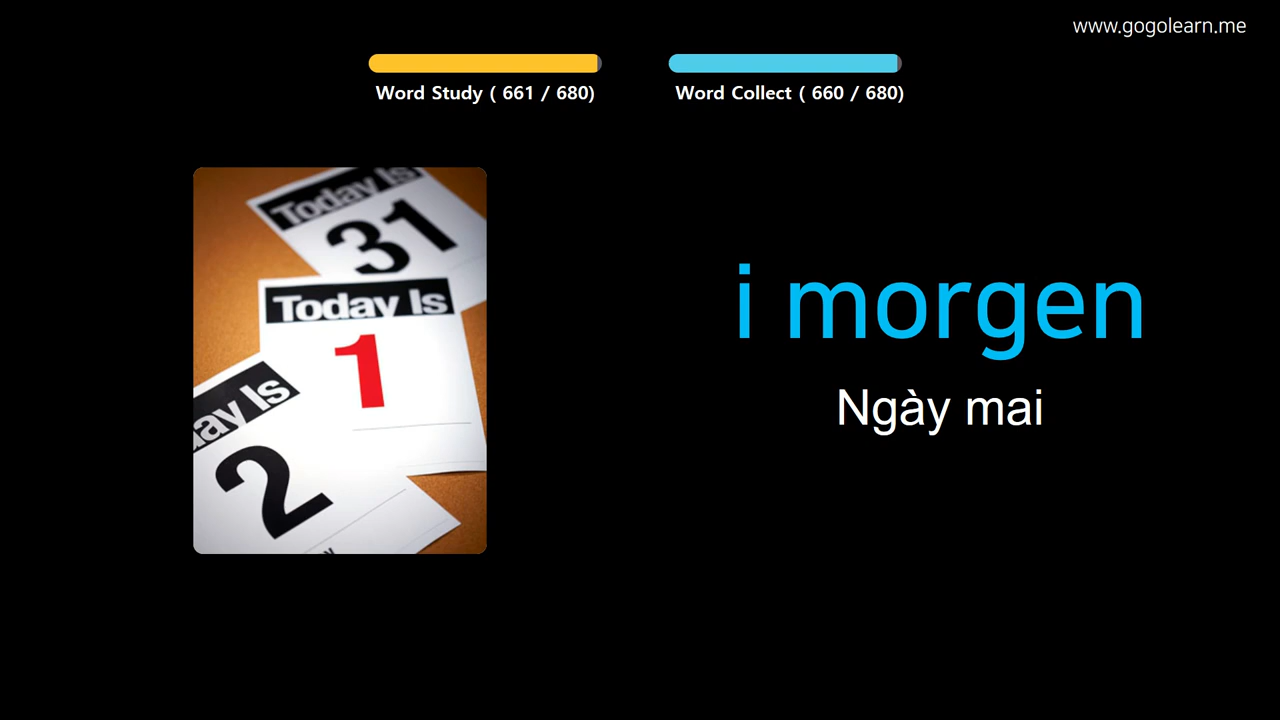 www.gogolearn.me
Word Study ( 661 / 680)
Word Collect ( 660 / 680)
Today Is
31
Today Is
1
day Is
2
i morgen
Ngày mai